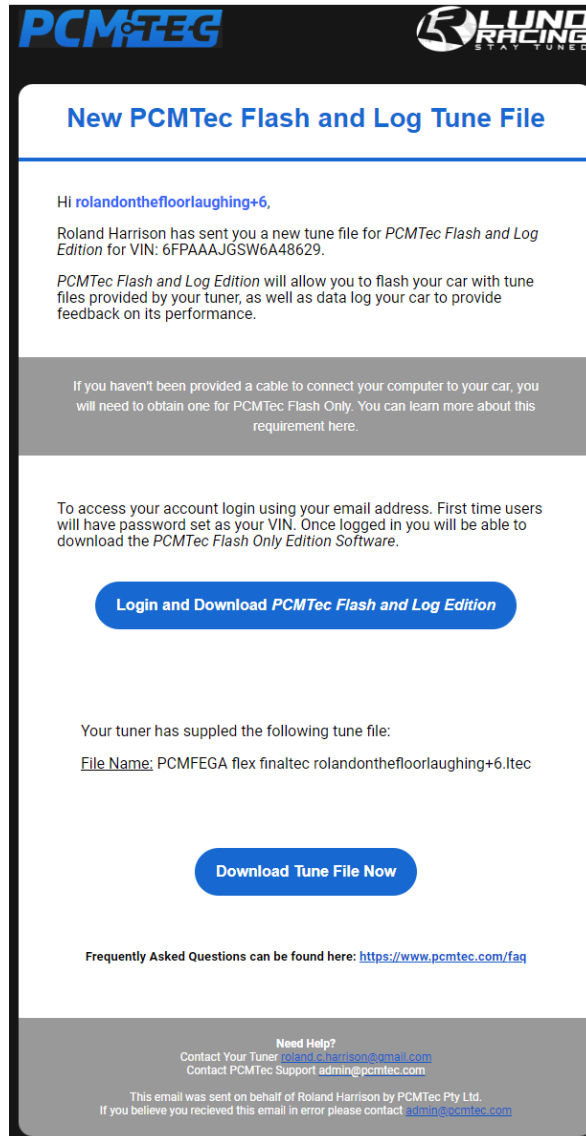 PCMTEC
LUND
RACING
STAY TUNED
New PCMTec Flash and Log Tune File
Hi rolandonthefloorlaughing+6,
Roland Harrison has sent you a new tune file for PCMTec Flash and Log
Edition for VIN: 6FPAAAJGSW6A48629.
PCMTec Flash and Log Edition will allow you to flash your car with tune
files provided by your tuner, as well as data log your car to provide
feedback on its performance.
If you haven't been provided a cable to connect your computer to your car, you
will need to obtain one for PCMTec Flash Only. You can learn more about this
requirement here.
To access your account login using your email address. First time users
will have password set as your VIN. Once logged in you will be able to
download the PCMTec Flash Only Edition Software.
Login and Download PCMTec Flash and Log Edition
Your tuner has suppled the following tune file:
File Name: PCMFEGA flex finaltec rolandonthefloorlaughing+6.ltec
Download Tune File Now
Frequently Asked Questions can be found here: https://www.pcmtec.com/faq
Need Help?
Contact Your Tuner roland.c.harrison@gmail.com
Contact PCMTec Support admin@pcmtec.com
This email was sent on behalf of Roland Harrison by PCMTec Pty Ltd.
If you believe you recieved this email in error please contact admin@pcmtec.com